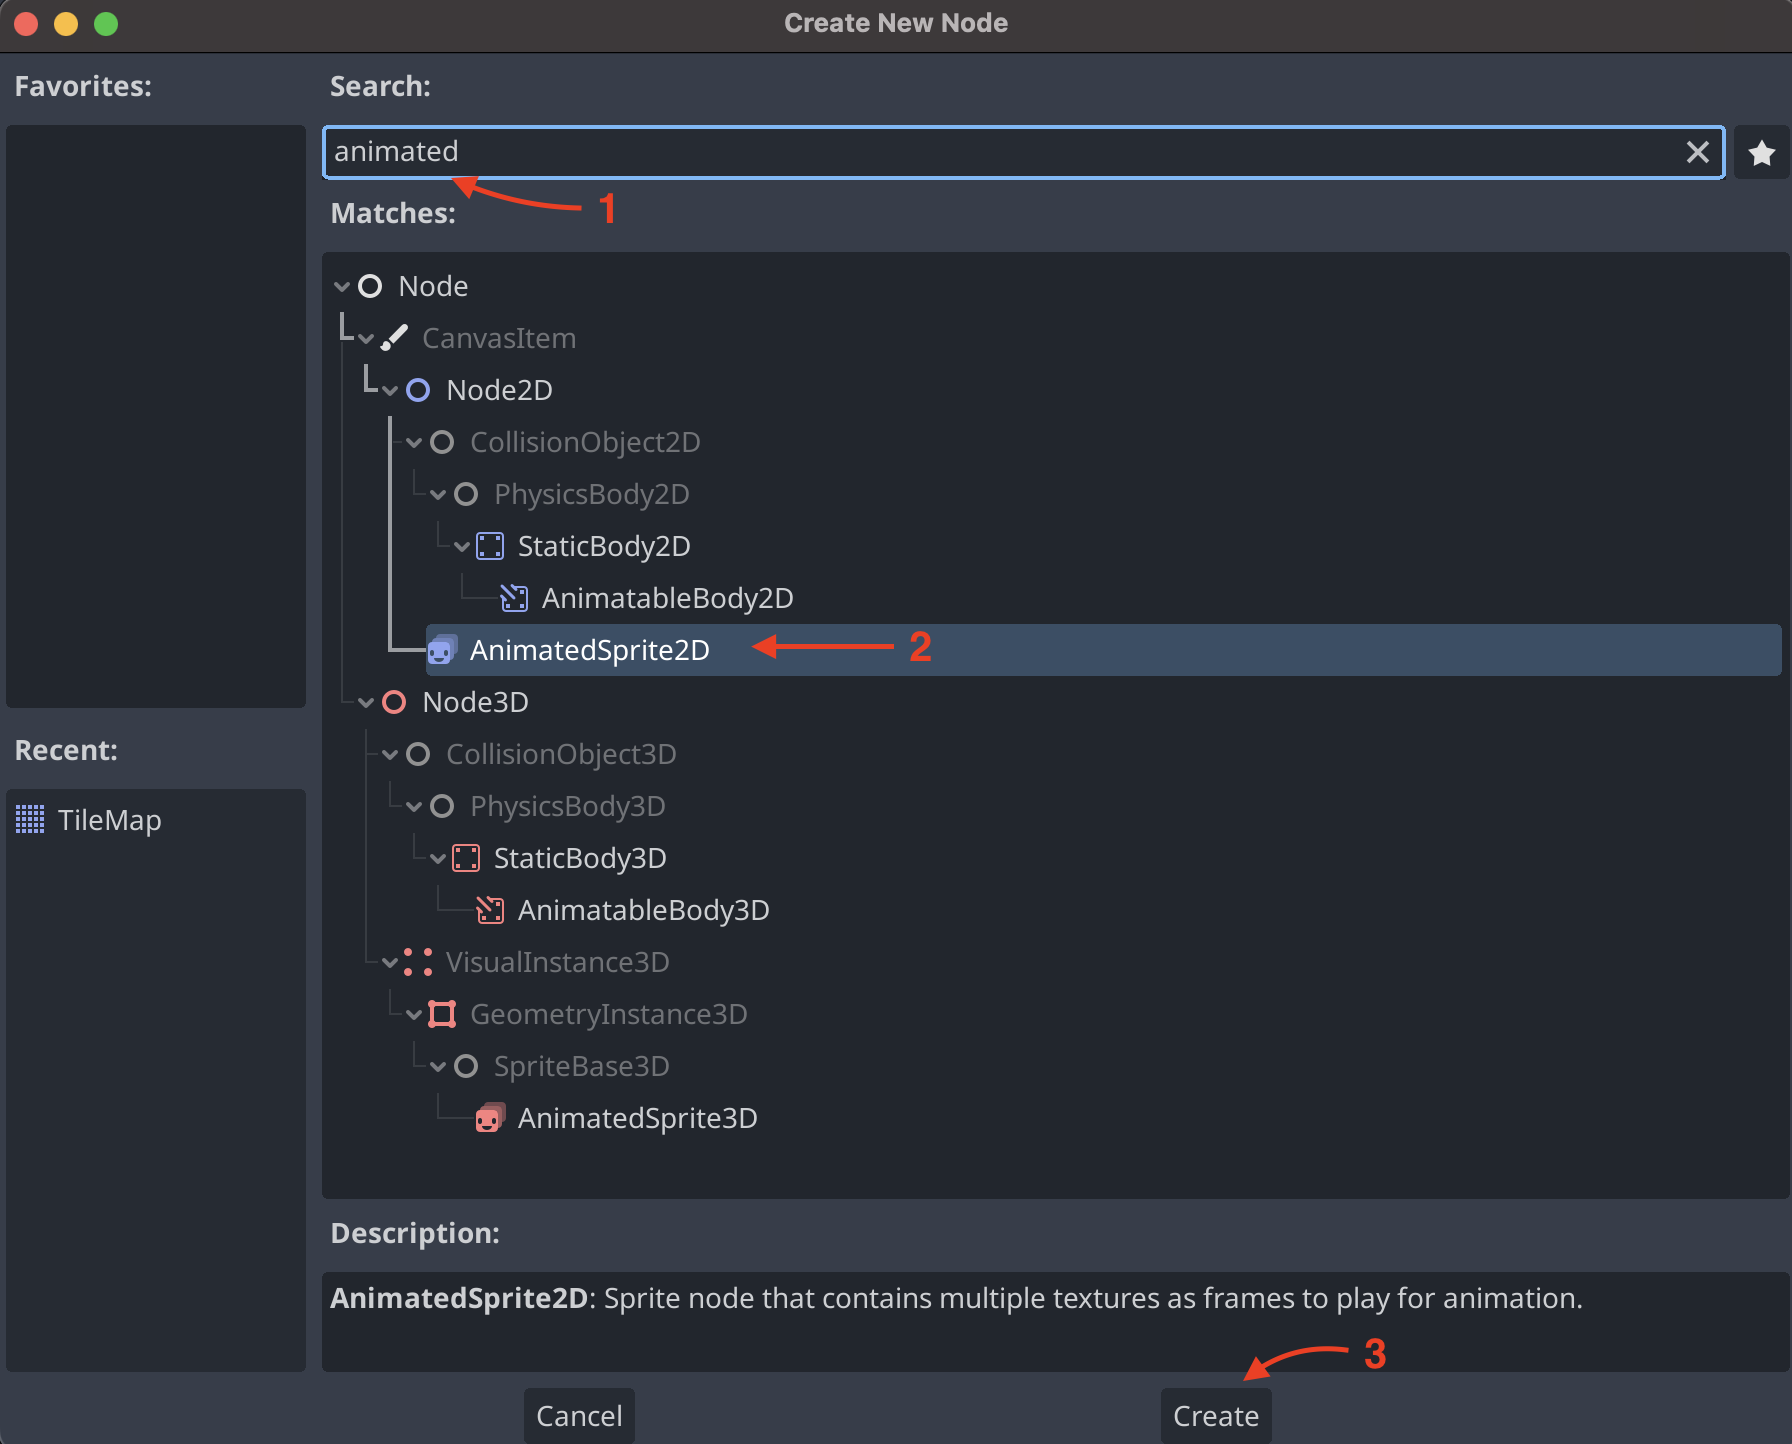 Create New Node
Favorites:
Search:
animated
1
Matches:
Node
CanvasItem
Node2D
CollisionObject2D
PhysicsBody2D
StaticBody2D
AnimatableBody2D
AnimatedSprite2D
2
Node3D
CollisionObject3D
PhysicsBody3D
StaticBody3D
AnimatableBody3D
VisualInstance3D
GeometryInstance3D
SpriteBase3D
AnimatedSprite3D
Recent:
TileMap
Description:
AnimatedSprite2D: Sprite node that contains multiple textures as frames to play for animation.
3
Cancel
Create